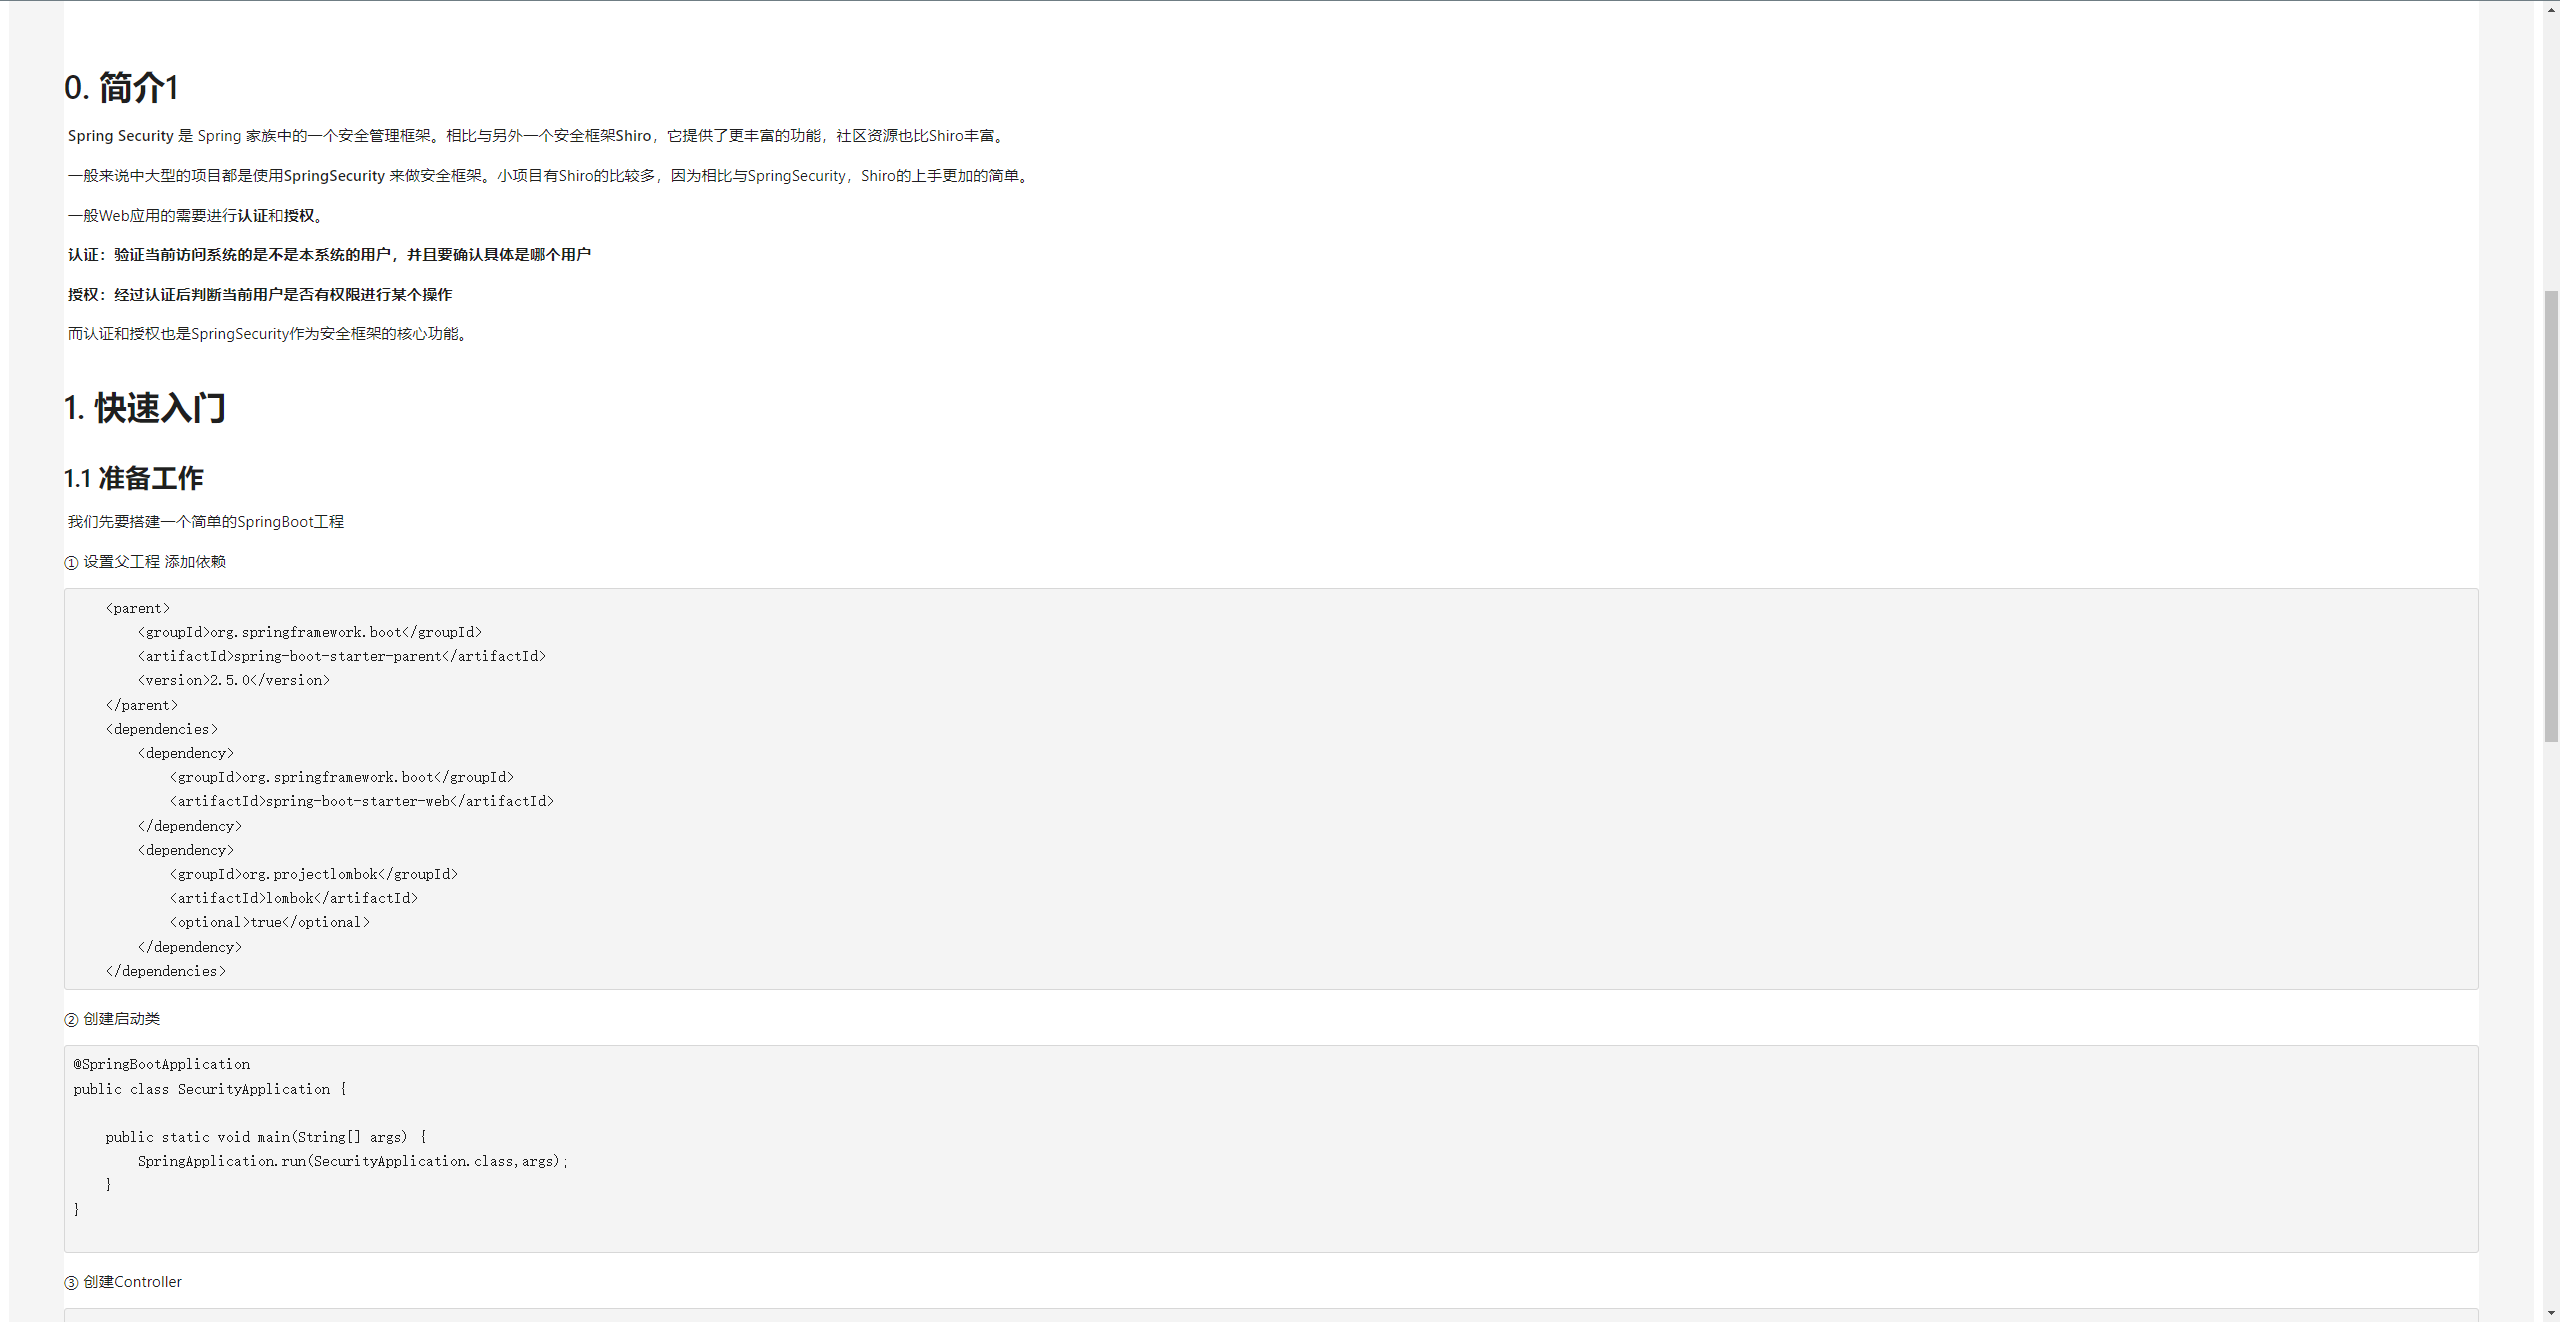 0. 简介1
Spring Security 是 Spring 家族中的一个安全管理框架。相比与另外一个安全框架Shiro，它提供了更丰富的功能，社区资源也比Shiro丰富。
一般来说中大型的项目都是使用SpringSecurity 来做安全框架。小项目有Shiro的比较多，因为相比与SpringSecurity，Shiro的上手更加的简单。
一般Web应用的需要进行认证和授权。
认证：验证当前访问系统的是不是本系统的用户，并且要确认具体是哪个用户
授权：经过认证后判断当前用户是否有权限进行某个操作
而认证和授权也是SpringSecurity作为安全框架的核心功能。
1. 快速入门
1.1 准备工作
我们先要搭建一个简单的SpringBoot工程
① 设置父工程 添加依赖
    <parent>
        <groupId>org.springframework.boot</groupId>
        <artifactId>spring-boot-starter-parent</artifactId>
        <version>2.5.0</version>
    </parent>
    <dependencies>
        <dependency>
            <groupId>org.springframework.boot</groupId>
            <artifactId>spring-boot-starter-web</artifactId>
        </dependency>
        <dependency>
            <groupId>org.projectlombok</groupId>
            <artifactId>lombok</artifactId>
            <optional>true</optional>
        </dependency>
    </dependencies>
② 创建启动类
@SpringBootApplication
public class SecurityApplication {
    public static void main(String[] args) {
        SpringApplication.run(SecurityApplication.class,args);
    }
}
③ 创建Controller